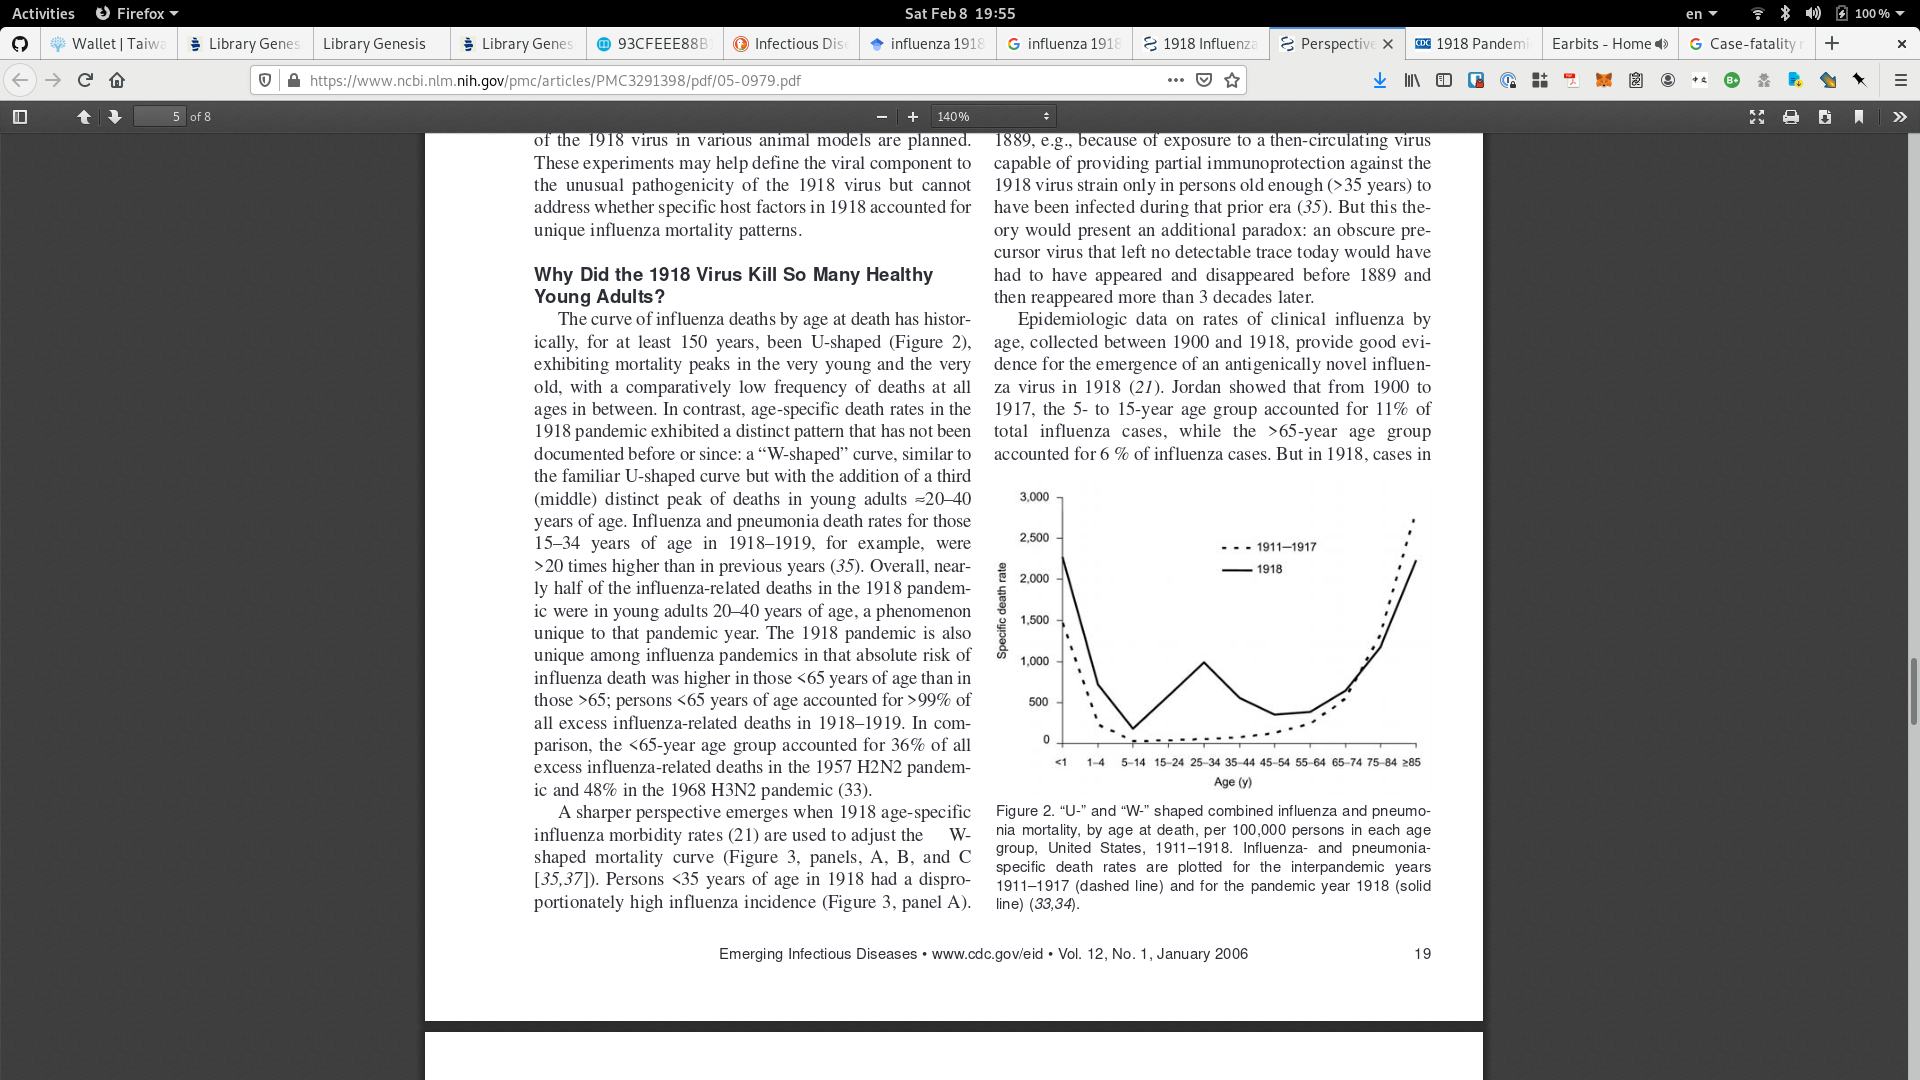 Activities Firefox Sat Feb 8 19:55 en 100 %
Wallet | Taiwa Library Genes Library Genesis Library Genes 93CFEEE88B Infectious Dise influenza 1918 influenza 1918 1918 Influenza Perspective 1918 Pandemi Earbits - Home Case-fatality r
https://www.ncbi.nlm.nih.gov/pmc/articles/PMC3291398/pdf/05-0979.pdf
5 of 8 140%
of the 1918 virus in various animal models are planned.
These experiments may help define the viral component to
the unusual pathogenicity of the 1918 virus but cannot
address whether specific host factors in 1918 accounted for
unique influenza mortality patterns.
Why Did the 1918 Virus Kill So Many Healthy
Young Adults?
The curve of influenza deaths by age at death has histor-
ically, for at least 150 years, been U-shaped (Figure 2),
exhibiting mortality peaks in the very young and the very
old, with a comparatively low frequency of deaths at all
ages in between. In contrast, age-specific death rates in the
1918 pandemic exhibited a distinct pattern that has not been
documented before or since: a “W-shaped” curve, similar to
the familiar U-shaped curve but with the addition of a third
(middle) distinct peak of deaths in young adults ≈20–40
years of age. Influenza and pneumonia death rates for those
15–34 years of age in 1918–1919, for example, were
>20 times higher than in previous years (35). Overall, near-
ly half of the influenza-related deaths in the 1918 pandem-
ic were in young adults 20–40 years of age, a phenomenon
unique to that pandemic year. The 1918 pandemic is also
unique among influenza pandemics in that absolute risk of
influenza death was higher in those <65 years of age than in
those >65; persons <65 years of age accounted for >99% of
all excess influenza-related deaths in 1918–1919. In com-
parison, the <65-year age group accounted for 36% of all
excess influenza-related deaths in the 1957 H2N2 pandem-
ic and 48% in the 1968 H3N2 pandemic (33).
A sharper perspective emerges when 1918 age-specific
influenza morbidity rates (21) are used to adjust the W-
shaped mortality curve (Figure 3, panels, A, B, and C
[35,37]). Persons <35 years of age in 1918 had a dispro-
portionately high influenza incidence (Figure 3, panel A).
1889, e.g., because of exposure to a then-circulating virus
capable of providing partial immunoprotection against the
1918 virus strain only in persons old enough (>35 years) to
have been infected during that prior era (35). But this the-
ory would present an additional paradox: an obscure pre-
cursor virus that left no detectable trace today would have
had to have appeared and disappeared before 1889 and
then reappeared more than 3 decades later.
Epidemiologic data on rates of clinical influenza by
age, collected between 1900 and 1918, provide good evi-
dence for the emergence of an antigenically novel influen-
za virus in 1918 (21). Jordan showed that from 1900 to
1917, the 5- to 15-year age group accounted for 11% of
total influenza cases, while the >65-year age group
accounted for 6 % of influenza cases. But in 1918, cases in
3,000
2,500
2,000
1,500
1,000
500
0
Specific death rate
1911–1917
1918
<1 1–4 5–14 15–24 25–34 35–44 45–54 55–64 65–74 75–84 ≥85
Age (y)
Figure 2. “U-” and “W-” shaped combined influenza and pneumo-
nia mortality, by age at death, per 100,000 persons in each age
group, United States, 1911–1918. Influenza- and pneumonia-
specific death rates are plotted for the interpandemic years
1911–1917 (dashed line) and for the pandemic year 1918 (solid
line) (33,34).
Emerging Infectious Diseases • www.cdc.gov/eid • Vol. 12, No. 1, January 2006 19